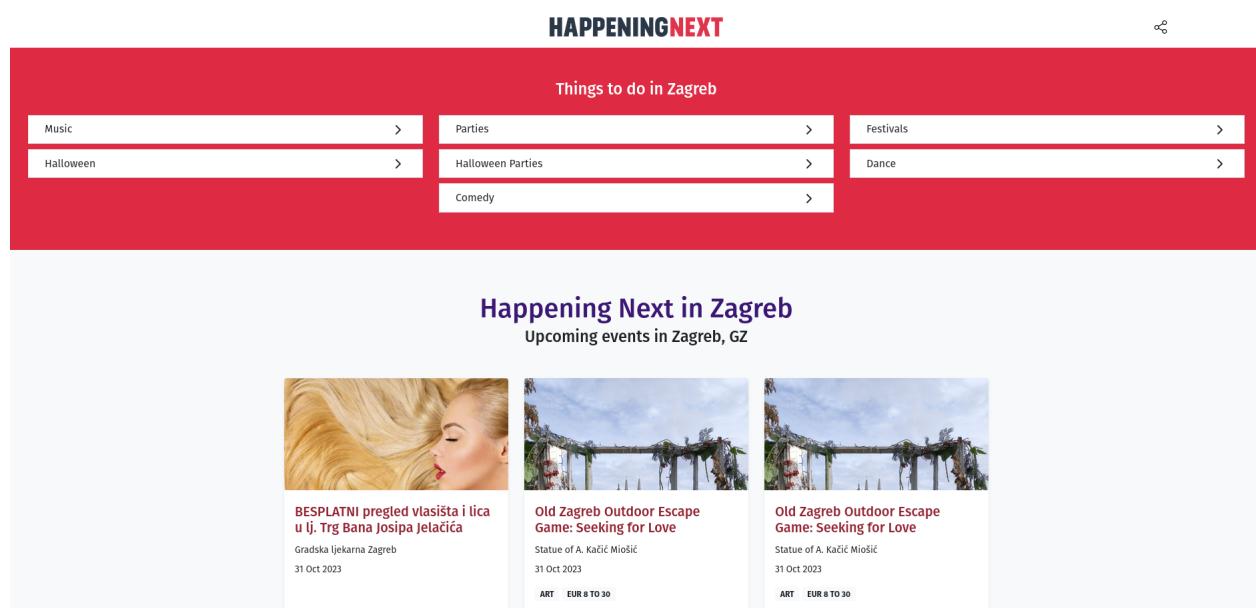 HAPPENINGNEXT
Things to do in Zagreb
Music
Parties
Festivals
Halloween
Halloween Parties
Dance
Comedy
Happening Next in Zagreb
Upcoming events in Zagreb, GZ
BESPLATNI pregled vlasišta i lica
u lj. Trg Bana Josipa Jelačića
Gradska ljekarna Zagreb
31 Oct 2023
Old Zagreb Outdoor Escape
Game: Seeking for Love
Statue of A. Kačić Miošić
31 Oct 2023
ART EUR 8 TO 30
Old Zagreb Outdoor Escape
Game: Seeking for Love
Statue of A. Kačić Miošić
31 Oct 2023
ART EUR 8 TO 30